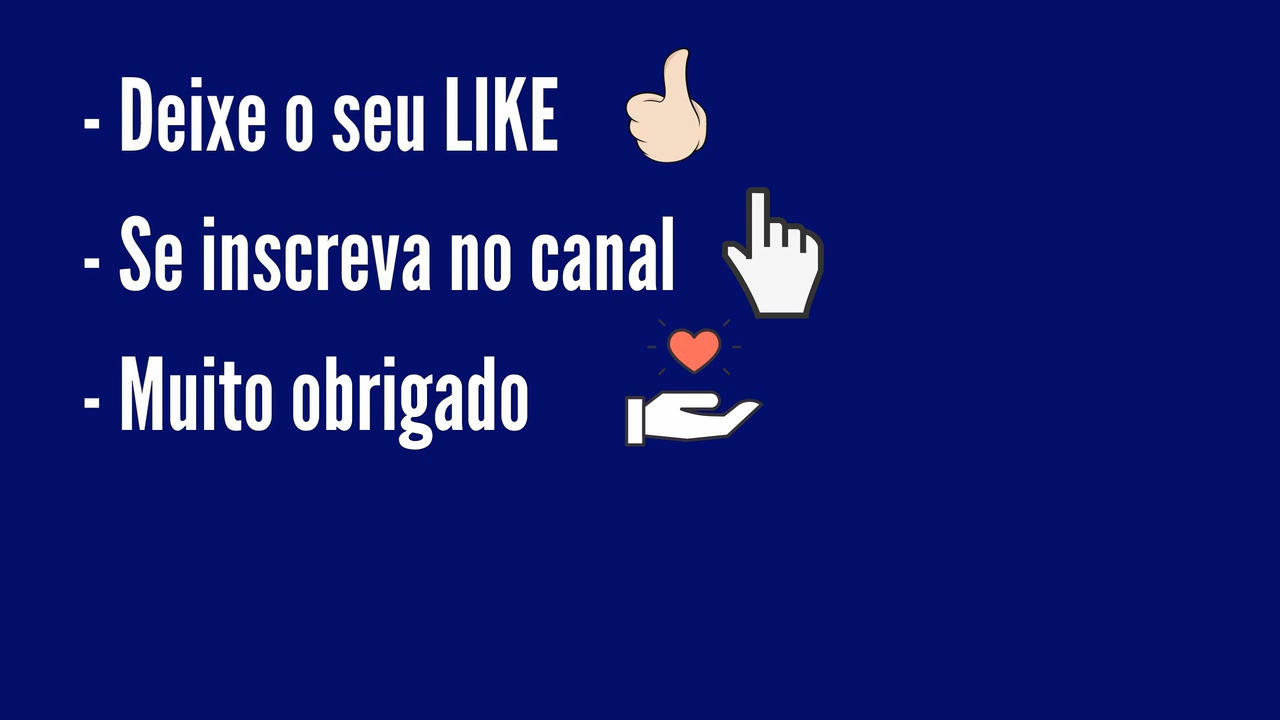 - Deixe o seu LIKE
- Se inscreva no canal
- Muito obrigado